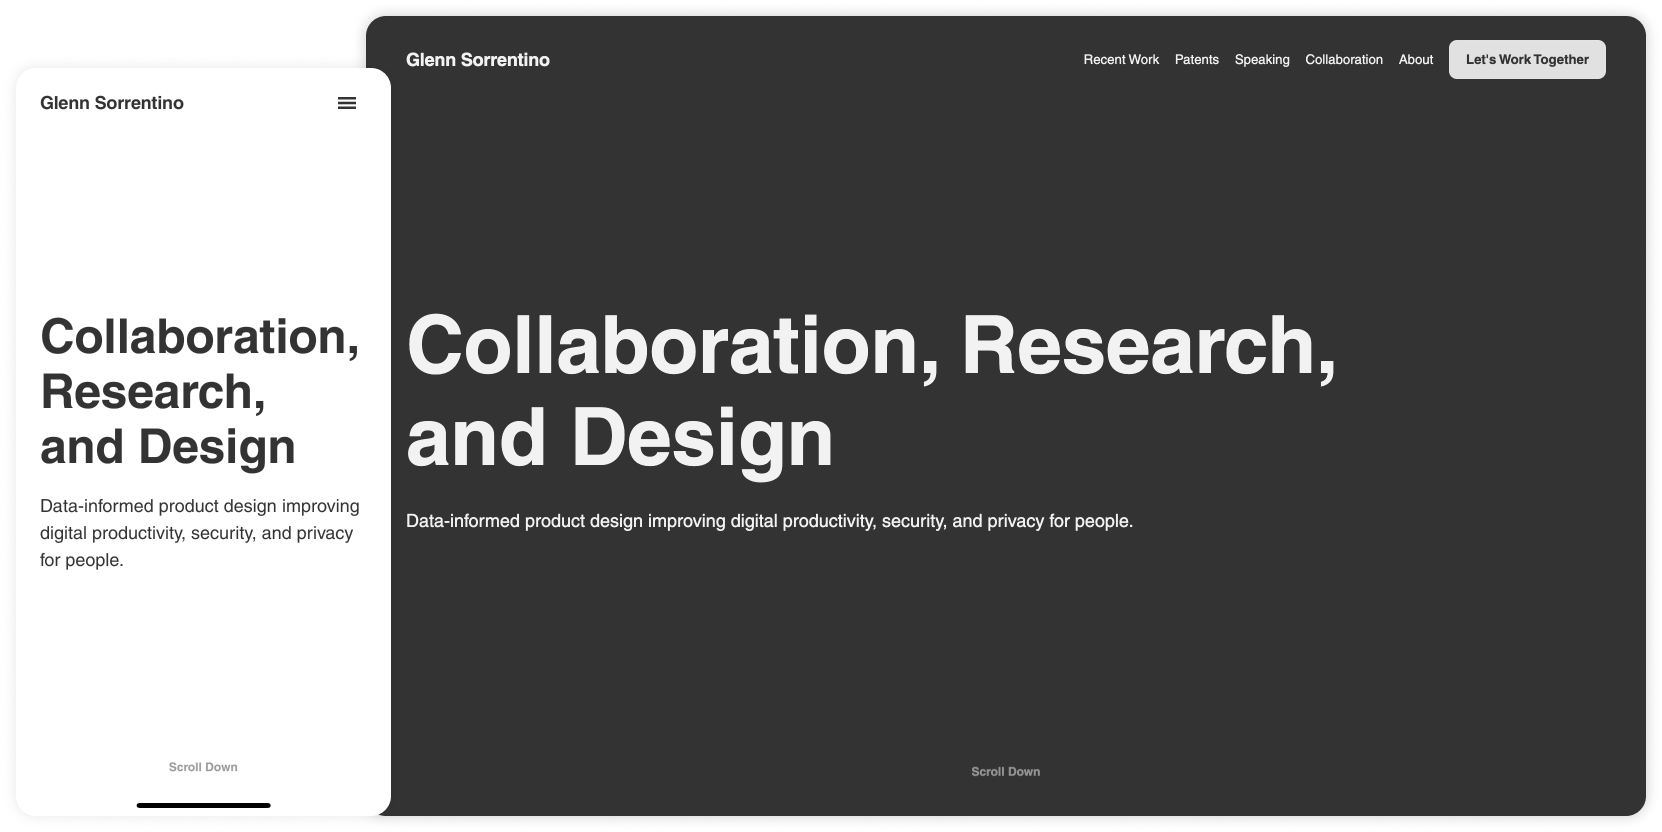 Glenn Sorrentino
Collaboration,
Research,
and Design
Data-informed product design improving
digital productivity, security, and privacy
for people.
Scroll Down
Glenn Sorrentino
Recent Work Patents Speaking Collaboration About Let's Work Together
Collaboration, Research,
and Design
Data-informed product design improving digital productivity, security, and privacy for people.
Scroll Down